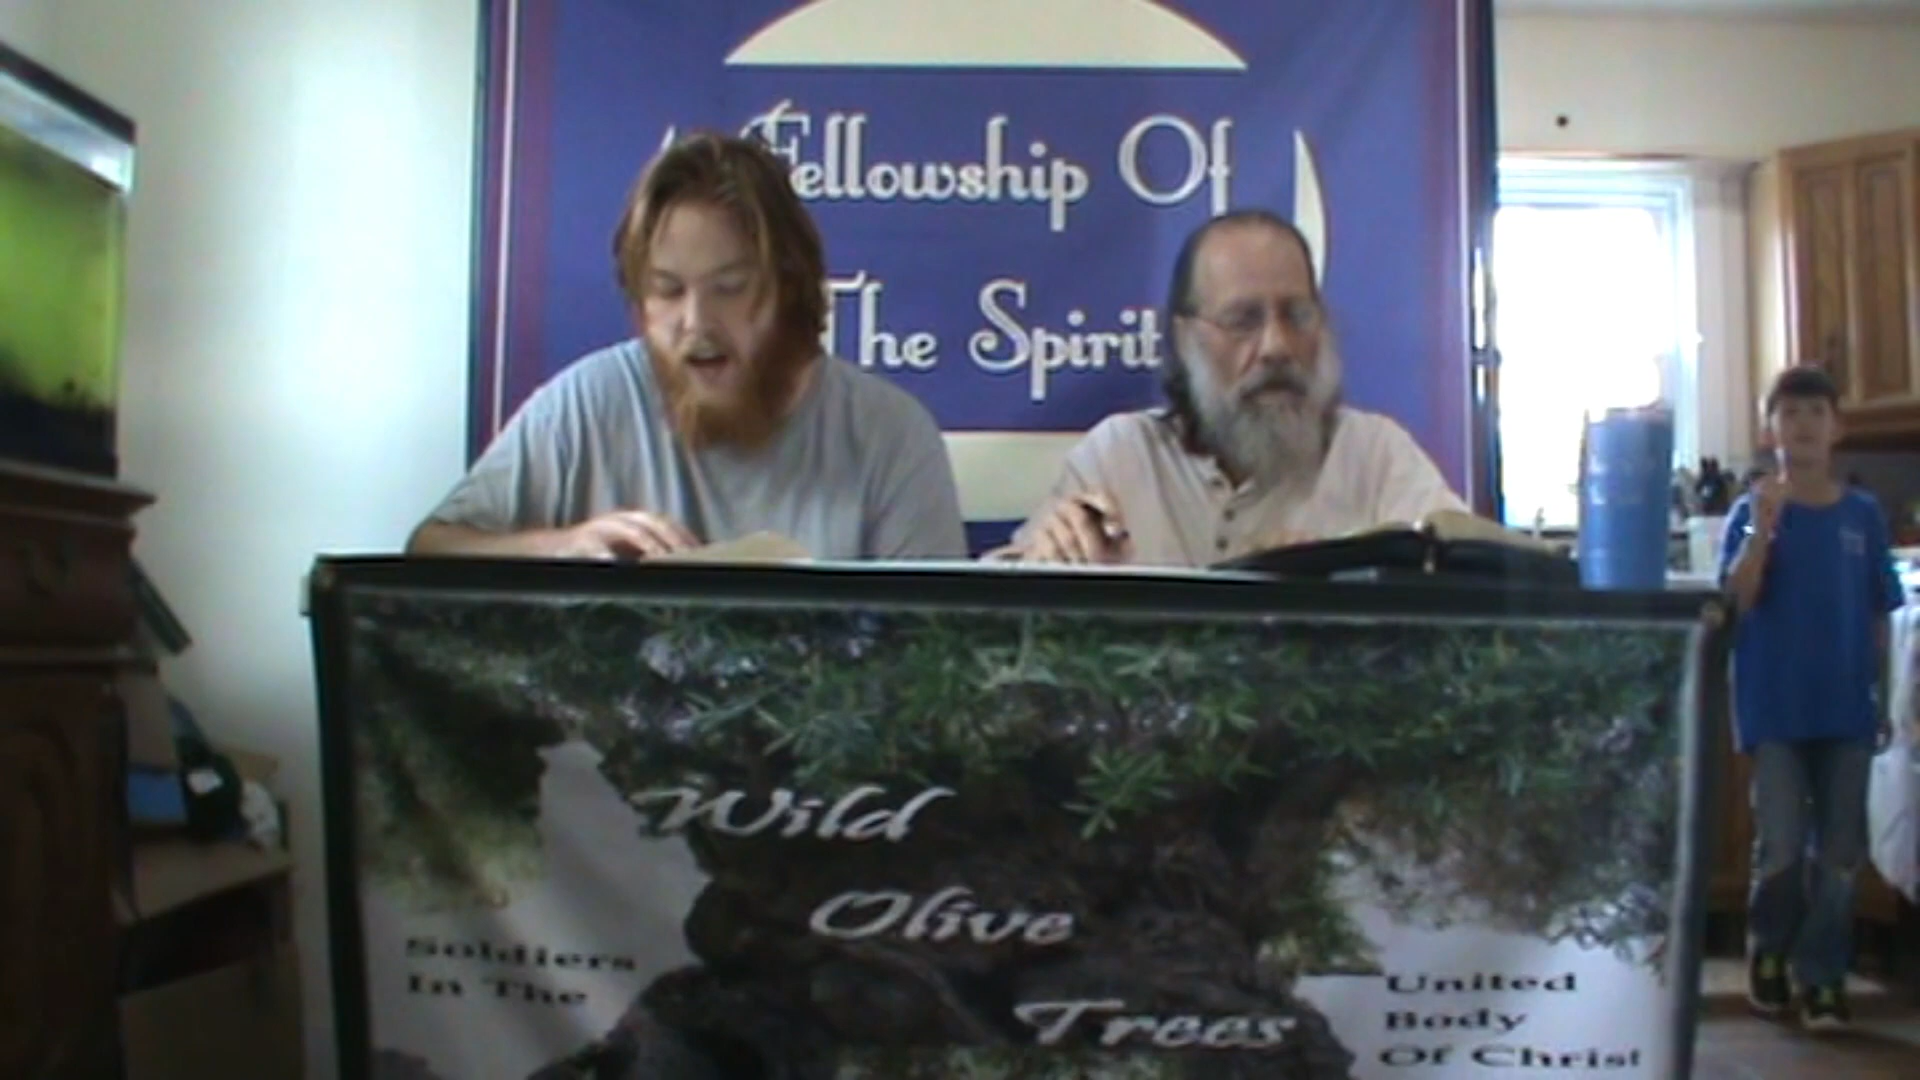 Fellowship Of
The Spirit
Wild
Olive
Trees
Soldiers
In The
United
Body
Of Christ